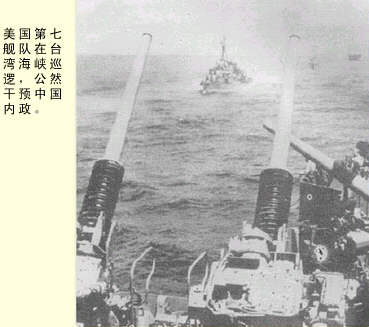 美国第七
舰队在台
湾海峡巡
逻，公然
干预中国
内政。